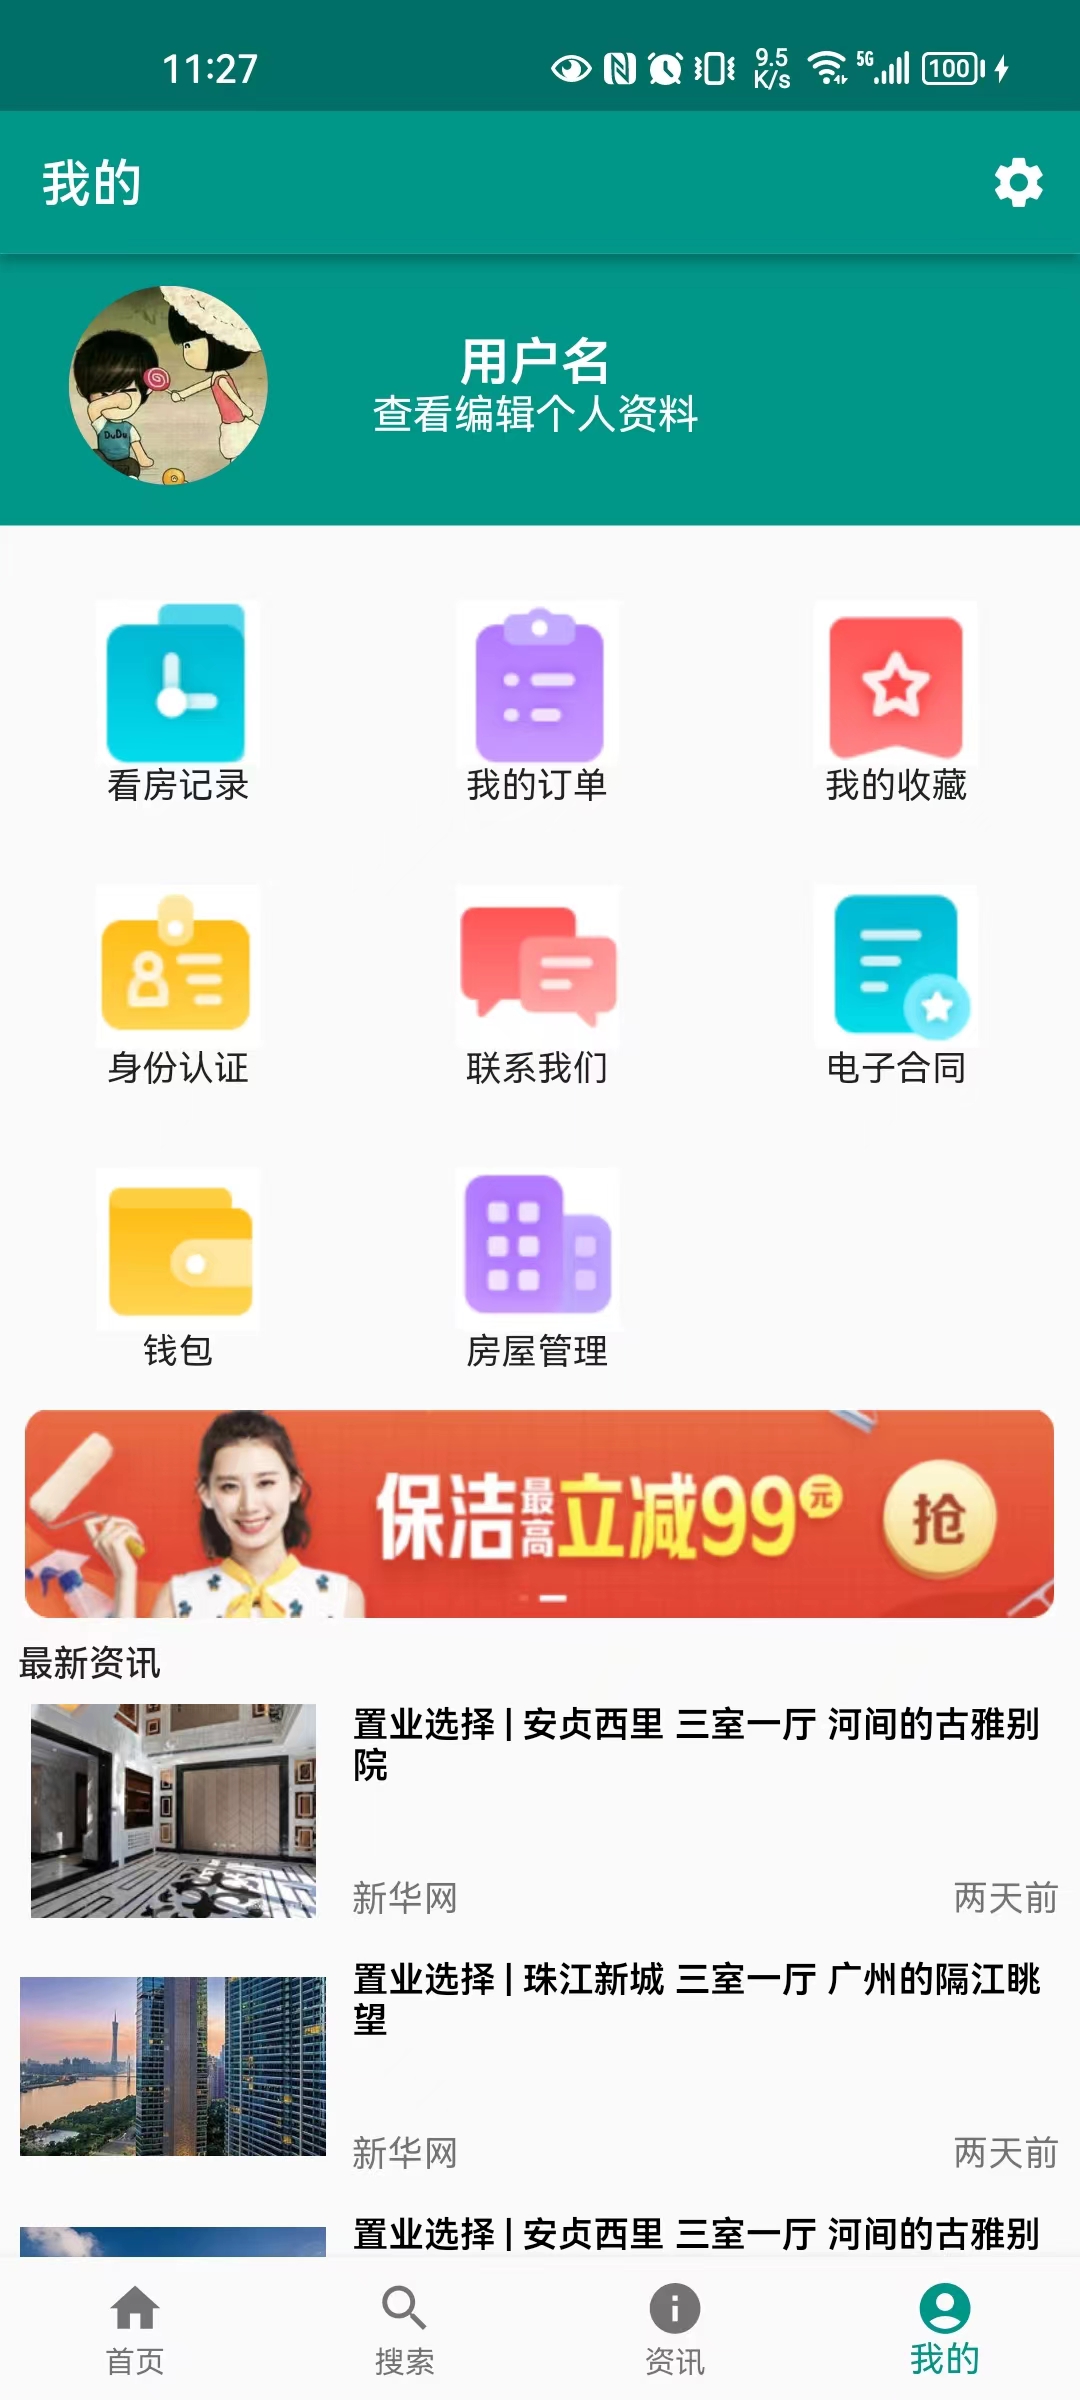 11:27
9.5
K/s
5G
100
我的
用户名
查看编辑个人资料
DuDu
看房记录
我的订单
我的收藏
身份认证
联系我们
电子合同
钱包
房屋管理
保洁最高立减99元
抢
最新资讯
置业选择 | 安贞西里 三室一厅 河间的古雅别
院
新华网
两天前
置业选择 | 珠江新城 三室一厅 广州的隔江眺
望
新华网
两天前
置业选择 | 安贞西里 三室一厅 河间的古雅别
首页
搜索
资讯
我的